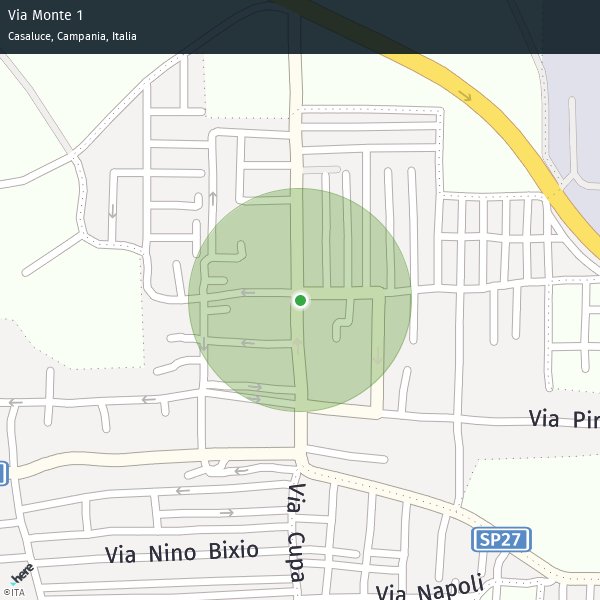 Via Monte 1
Casaluce, Campania, Italia
Via Pir
SP27
Via Cupa
Via Nino Bixio
Via Napoli
here
©ITA